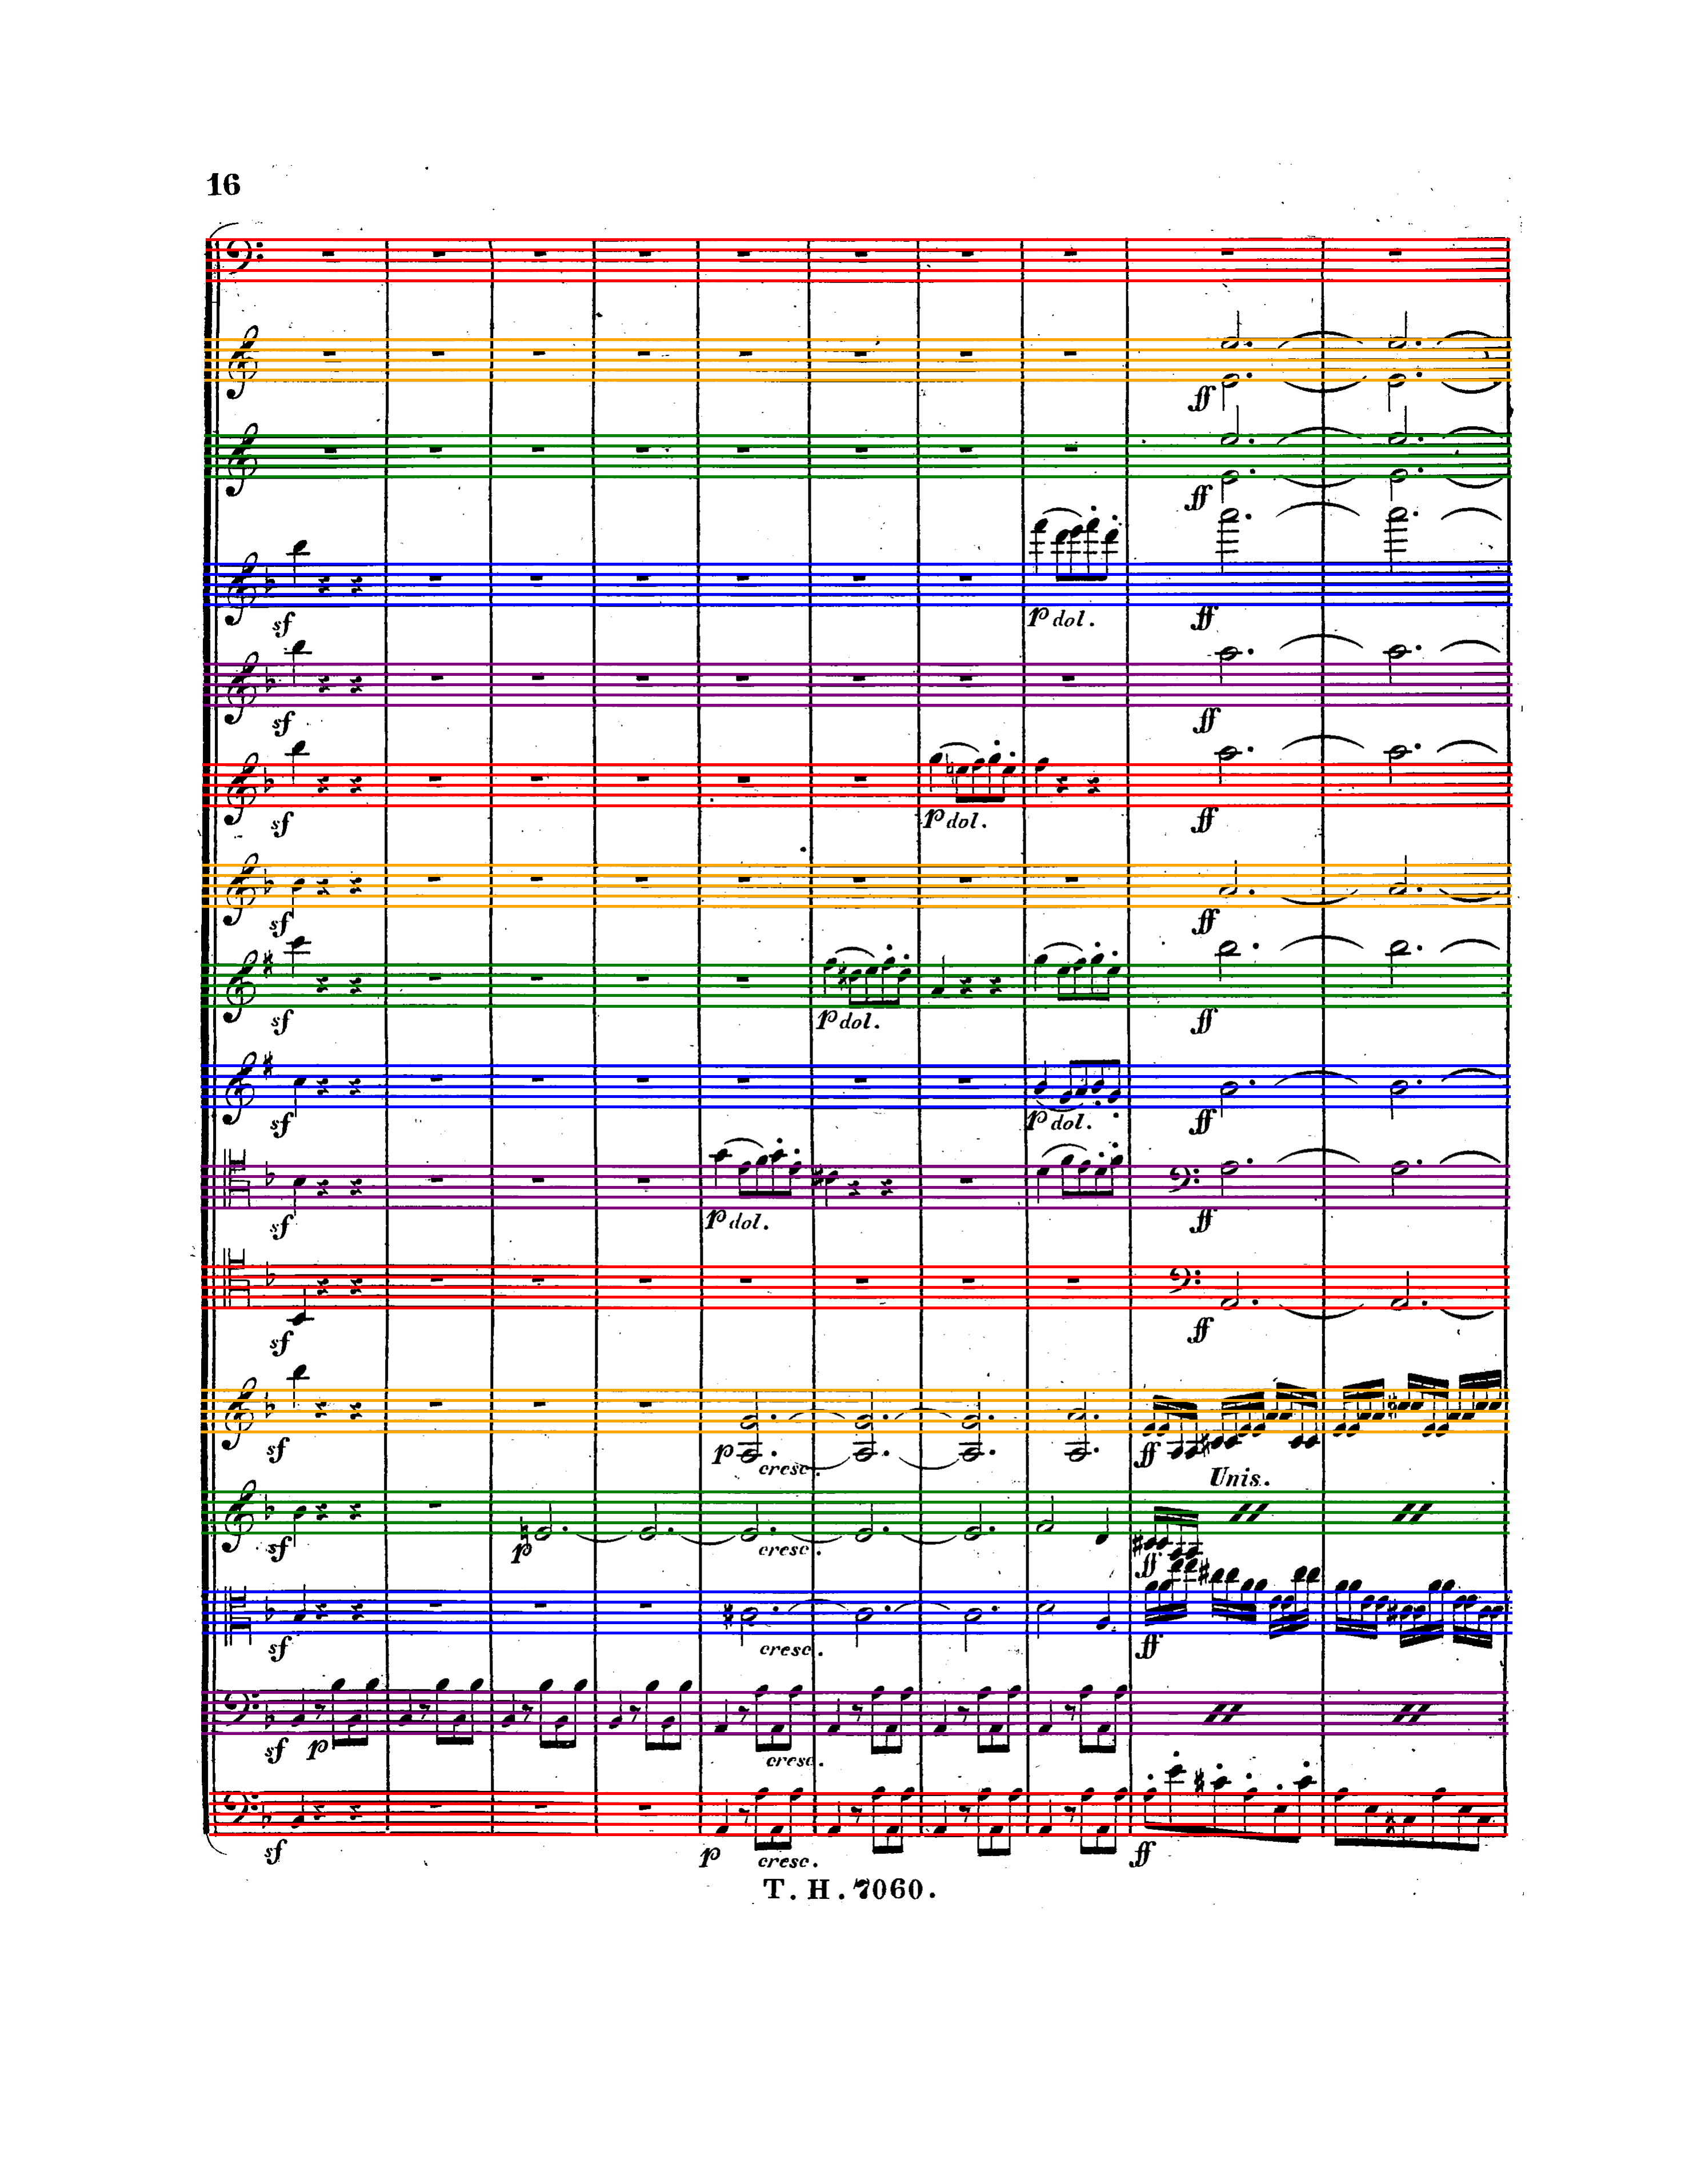 16
ff
ff
sf p dol. ff
sf ff
sf p dol. ff
sf ff
sf p dol. ff
sf p dol. ff
sf p dol. ff
sf ff
sf p cresc. ff
Unis.
sf p cresc. ff
sf cresc. ff
sf p cresc.
sf p cresc. ff
T. H. 7060.